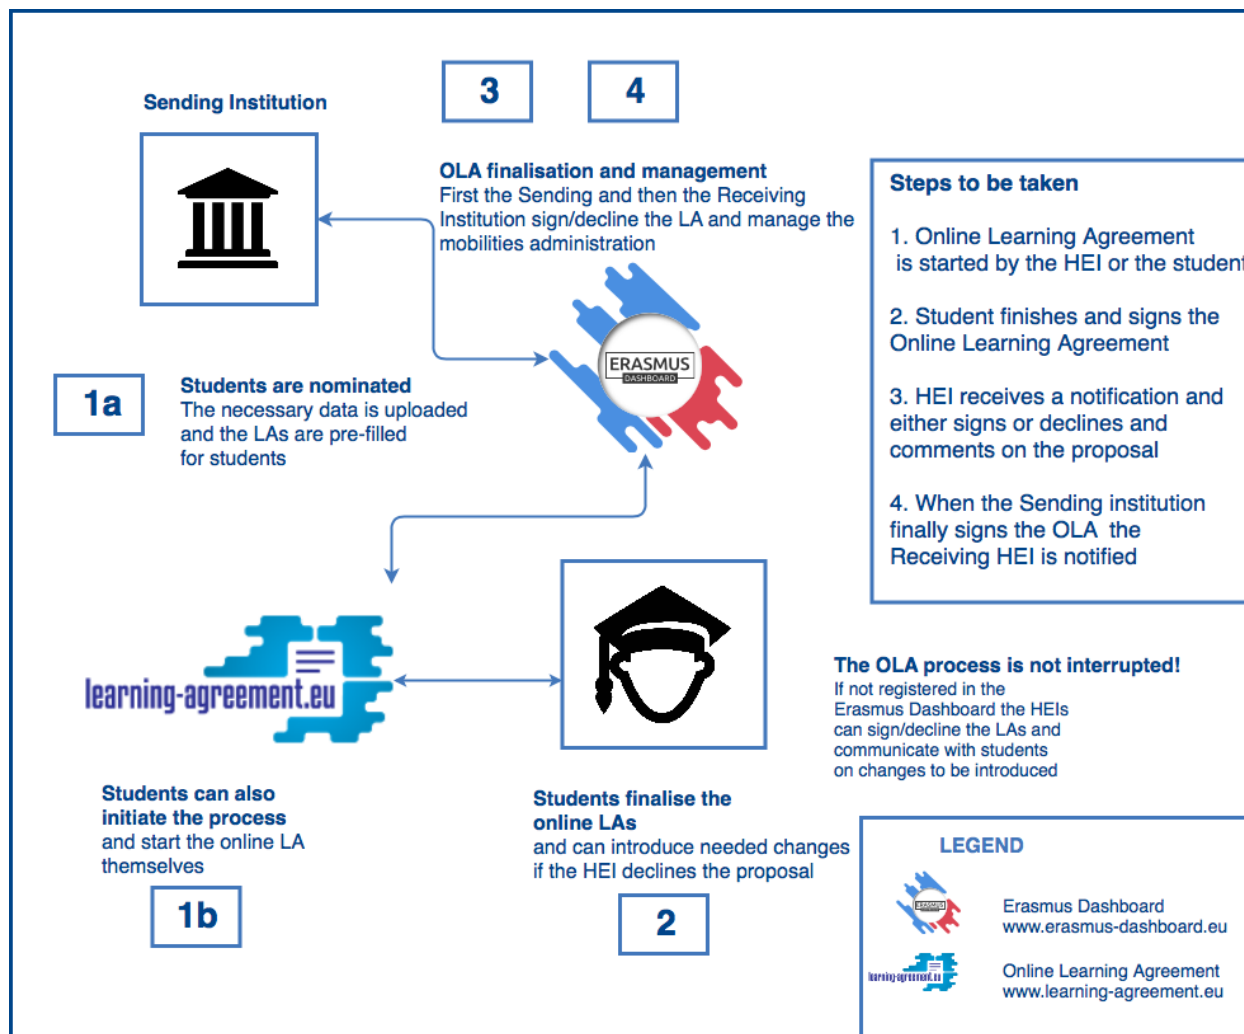 Sending Institution
3
4
OLA finalisation and management
First the Sending and then the Receiving
Institution sign/decline the LA and manage the
mobilities administration
ERASMUS
DASHBOARD
1a
Students are nominated
The necessary data is uploaded
and the LAs are pre-filled
for students
learning-agreement.eu
Students can also
initiate the process
and start the online LA
themselves
1b
Students finalise the
online LAs
and can introduce needed changes
if the HEI declines the proposal
2
Steps to be taken
1. Online Learning Agreement
is started by the HEI or the student
2. Student finishes and signs the
Online Learning Agreement
3. HEI receives a notification and
either signs or declines and
comments on the proposal
4. When the Sending institution
finally signs the OLA the
Receiving HEI is notified
The OLA process is not interrupted!
If not registered in the
Erasmus Dashboard the HEIs
can sign/decline the LAs and
communicate with students
on changes to be introduced
LEGEND
ERASMUS
Erasmus Dashboard
www.erasmus-dashboard.eu
learning-agreement.eu
Online Learning Agreement
www.learning-agreement.eu